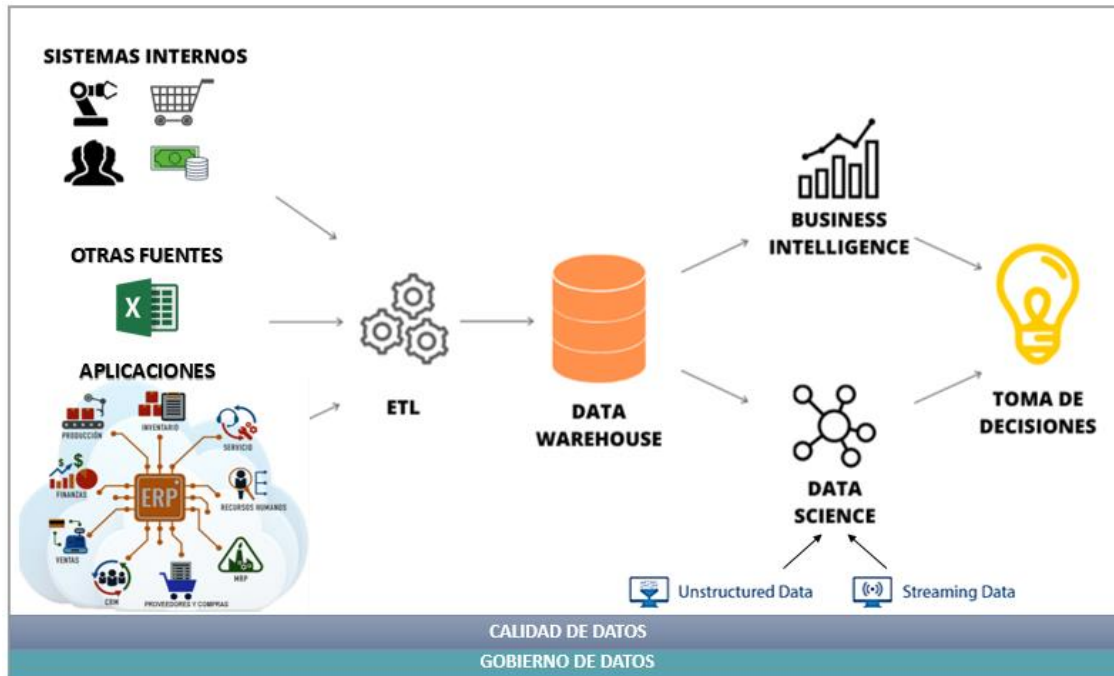 SISTEMAS INTERNOS
OTRAS FUENTES
X
APLICACIONES
PRODUCCIÓN
INVENTARIO
SERVICIO
FINANZAS
ERP
RECURSOS HUMANOS
VENTAS
MRP
CRM
PROVEEDORES Y COMPRAS
ETL
DATA
WAREHOUSE
BUSINESS
INTELLIGENCE
DATA
SCIENCE
Unstructured Data
Streaming Data
TOMA DE
DECISIONES
CALIDAD DE DATOS
GOBIERNO DE DATOS